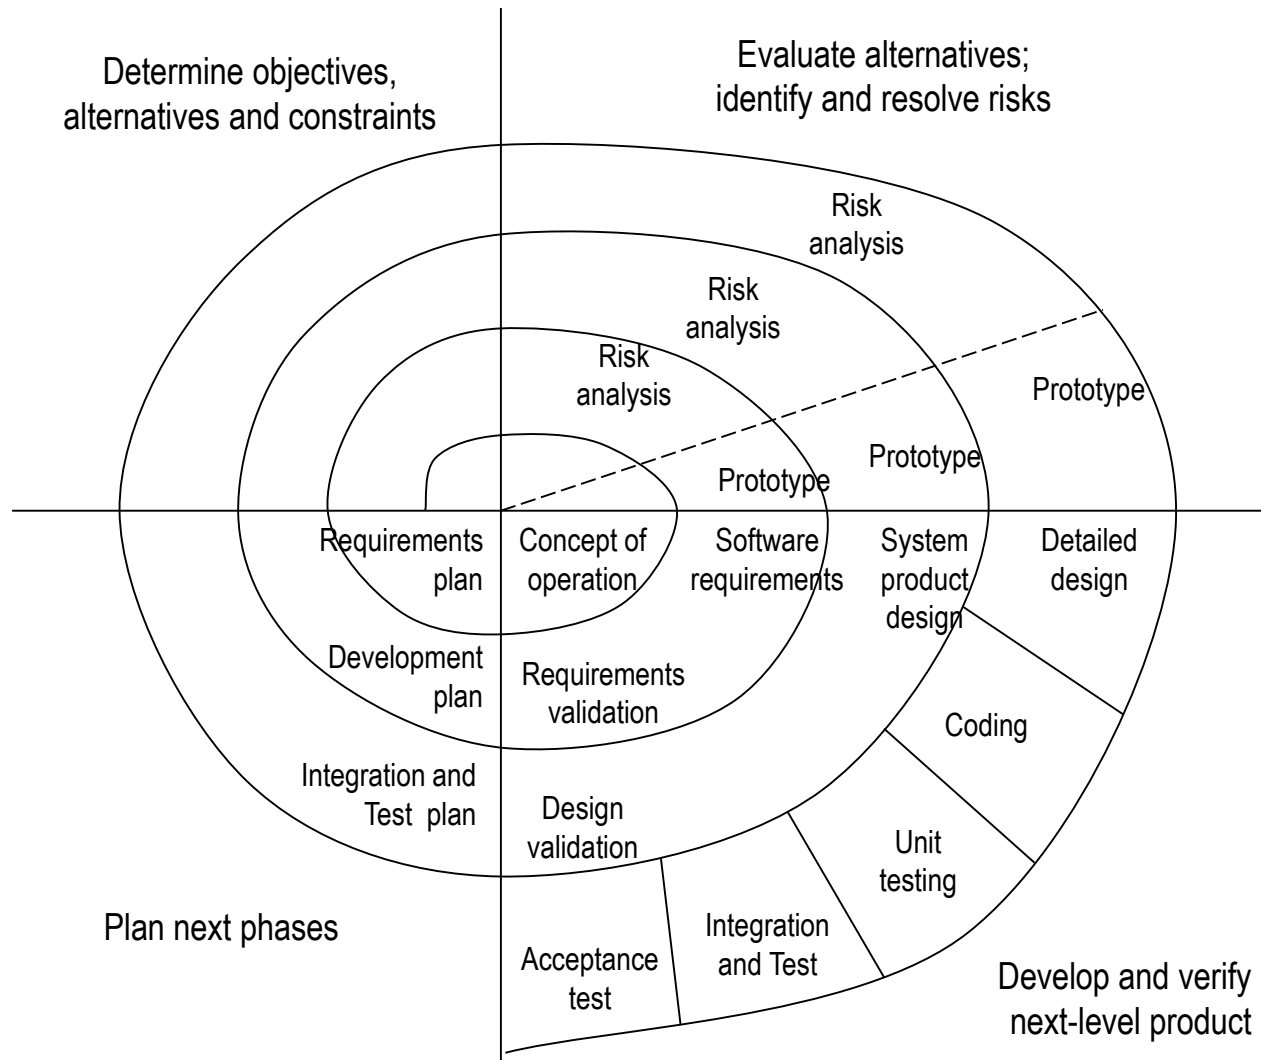 Determine objectives,
alternatives and constraints
Evaluate alternatives;
identify and resolve risks
Risk
analysis
Risk
analysis
Risk
analysis
Prototype
Prototype
Prototype
Requirements
plan
Concept of
operation
Software
requirements
System
product
design
Detailed
design
Development
plan
Requirements
validation
Coding
Integration and
Test plan
Design
validation
Unit
testing
Integration
and Test
Acceptance
test
Plan next phases
Develop and verify
next-level product